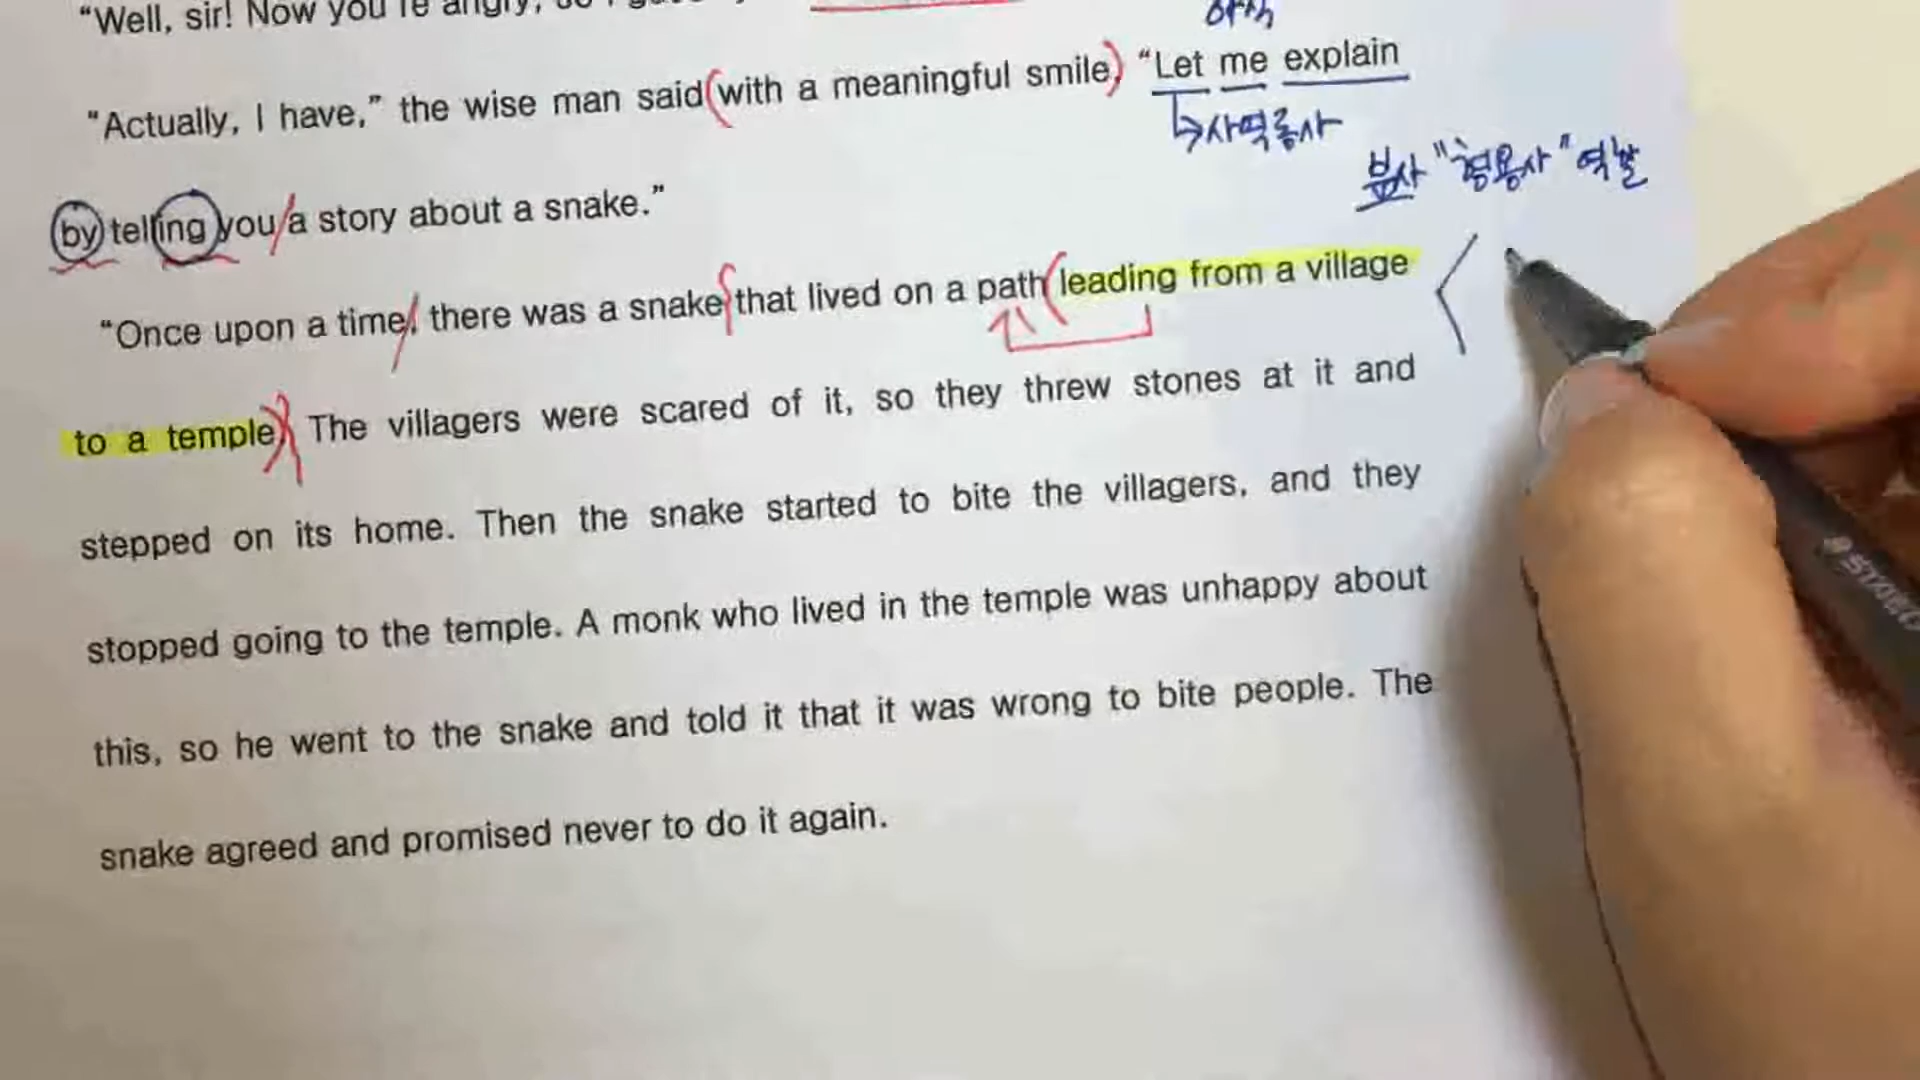 "Well, sir! Now you're angry, so I
"Actually, I have," the wise man said with a meaningful smile, "Let me explain
↳사역동사
분사 "형용사" 역할
by telling you a story about a snake."
"Once upon a time, there was a snake that lived on a path leading from a village
to a temple. The villagers were scared of it, so they threw stones at it and
stepped on its home. Then the snake started to bite the villagers, and they
stopped going to the temple. A monk who lived in the temple was unhappy about
this, so he went to the snake and told it that it was wrong to bite people. The
snake agreed and promised never to do it again.
STABILO